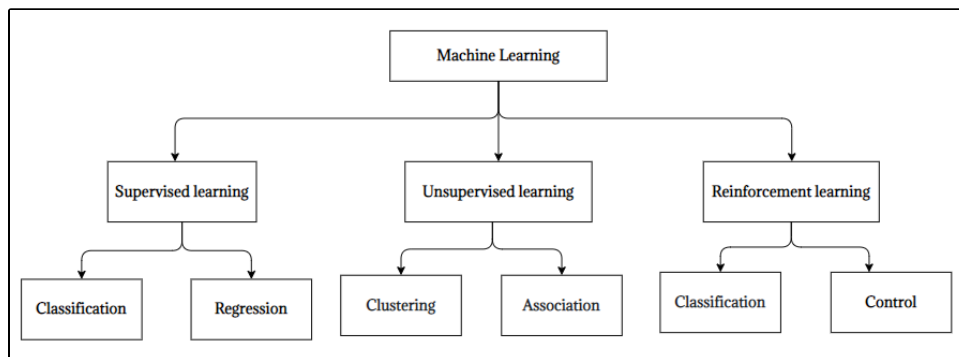 Machine Learning
Supervised learning
Unsupervised learning
Reinforcement learning
Classification
Regression
Clustering
Association
Classification
Control